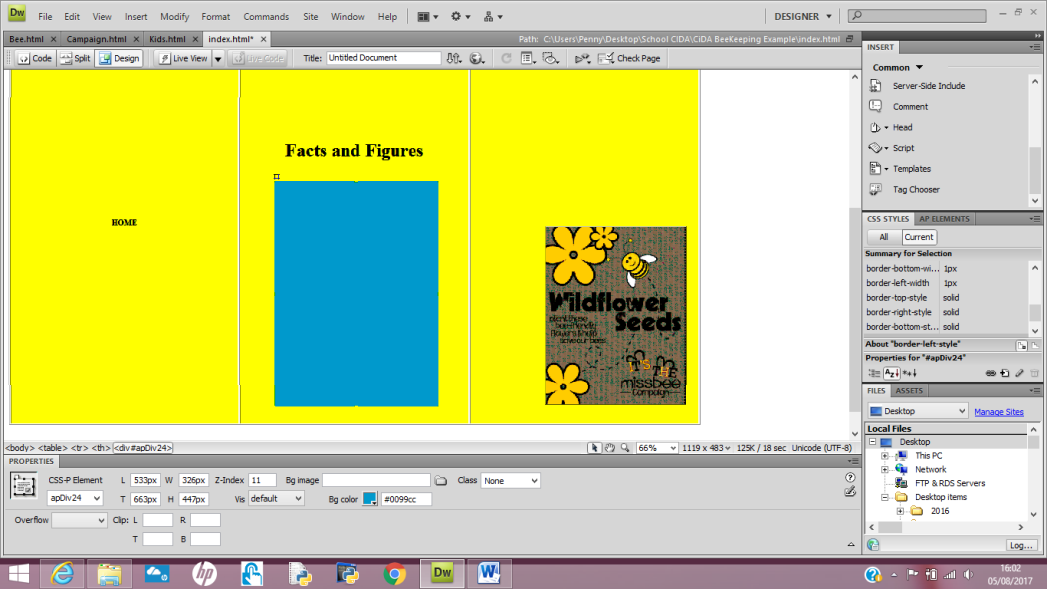 Dw File Edit View Insert Modify Format Commands Site Window Help DESIGNER
Bee.html Campaign.html Kids.html index.html* Path: C:\Users\Penny\Desktop\School CiDA\CiDA BeeKeeping Example\index.html
Code Split Design Live View Live Code Title: Untitled Document Check Page
Facts and Figures
HOME
Wildflower
Seeds
missbee
Campaign
<body> <table> <tr> <th> <div#apDiv24> 66% 1119 x 483 125K / 18 sec Unicode (UTF-8)
PROPERTIES
CSS-P Element L 533px W 326px Z-Index 11 Bg image Class None
apDiv24 T 663px H 447px Vis default Bg color #0099cc
Overflow Clip: L R
T B
INSERT
Common
Server-Side Include
Comment
Head
Script
Templates
Tag Chooser
CSS STYLES AP ELEMENTS
All Current
Summary for Selection
border-bottom-wi... 1px
border-left-width 1px
border-top-style solid
border-right-style solid
border-bottom-st... solid
About "border-left-style"
Properties for "#apDiv24"
FILES ASSETS
Desktop Manage Sites
Local Files
Desktop
This PC
Network
FTP & RDS Servers
Desktop items
2016
Log...
hp Dw W
16:02
05/08/2017